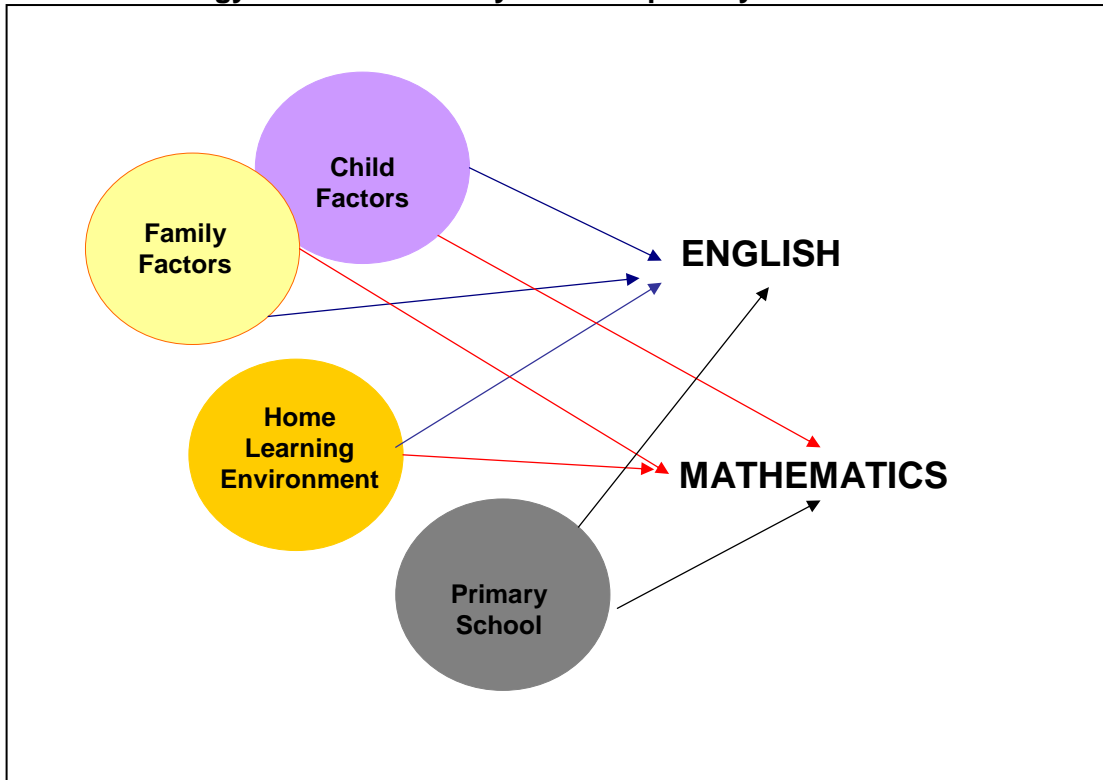 Child
Factors
Family
Factors
ENGLISH
Home
Learning
Environment
MATHEMATICS
Primary
School